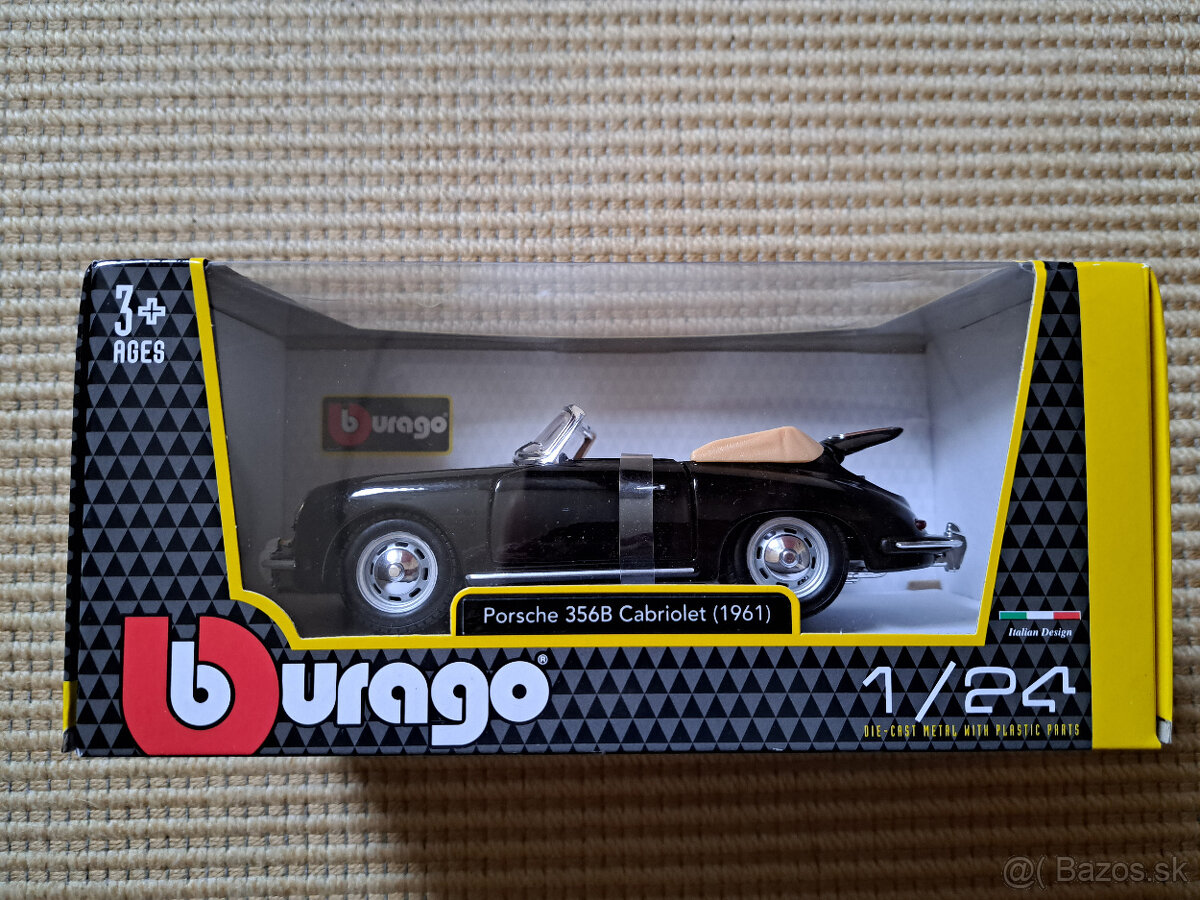 3+
AGES
burago
Porsche 356B Cabriolet (1961)
Italian Design
burago®
1/24
DIE-CAST METAL WITH PLASTIC PARTS
@( Bazos.sk